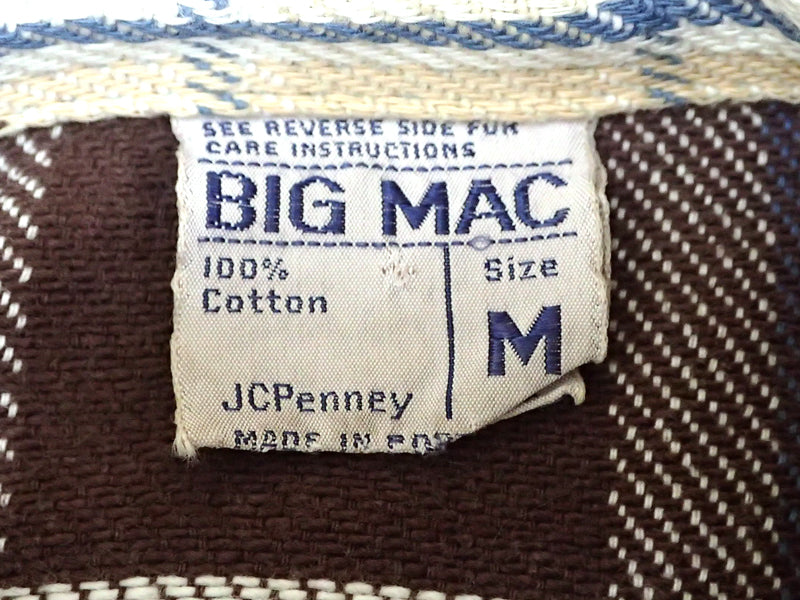 SEE REVERSE SIDE FOR
CARE INSTRUCTIONS
BIG MAC
100%
Cotton
Size
M
JCPenney
MADE IN